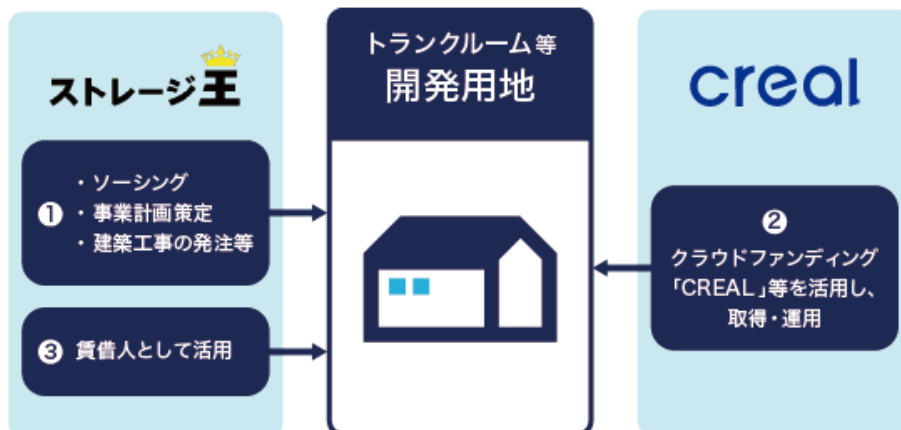 ストレージ王
❶
・ソーシング
・事業計画策定
・建築工事の発注等
❸ 賃借人として活用
トランクルーム等
開発用地
creal
❷
クラウドファンディング
「CREAL」等を活用し、
取得・運用